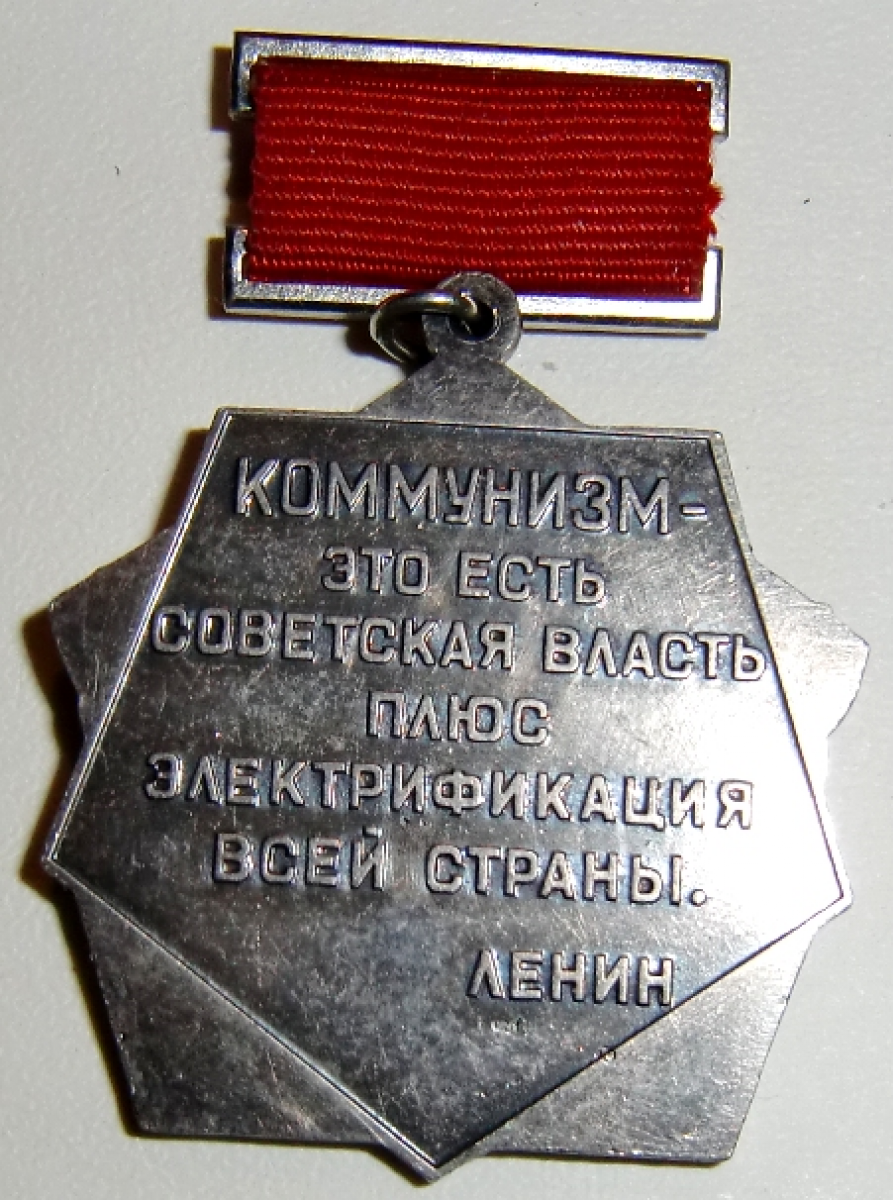 КОММУНИЗМ -
ЭТО ЕСТЬ
СОВЕТСКАЯ ВЛАСТЬ
ПЛЮС
ЭЛЕКТРИФИКАЦИЯ
ВСЕЙ СТРАНЫ.
ЛЕНИН